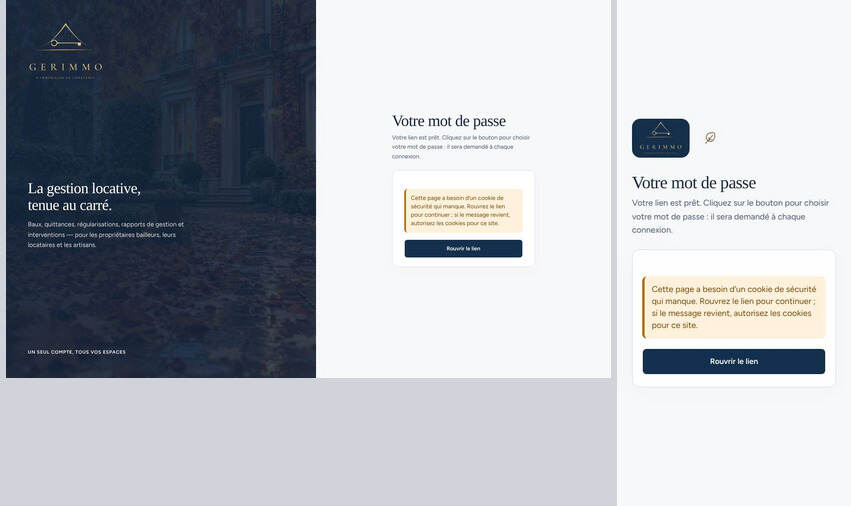 GERIMMO
La gestion locative,
tenue au carré.
Baux, quittances, régularisations, rapports de gestion et
interventions — pour les propriétaires bailleurs, leurs
locataires et les artisans.
UN SEUL COMPTE, TOUS VOS ESPACES
Votre mot de passe
Votre lien est prêt. Cliquez sur le bouton pour choisir
votre mot de passe : il sera demandé à chaque
connexion.
Cette page a besoin d'un cookie de
sécurité qui manque. Rouvrez le lien
pour continuer ; si le message revient,
autorisez les cookies pour ce site.
Rouvrir le lien
GERIMMO
Votre mot de passe
Votre lien est prêt. Cliquez sur le bouton pour choisir
votre mot de passe : il sera demandé à chaque
connexion.
Cette page a besoin d'un cookie de sécurité
qui manque. Rouvrez le lien pour continuer ;
si le message revient, autorisez les cookies
pour ce site.
Rouvrir le lien